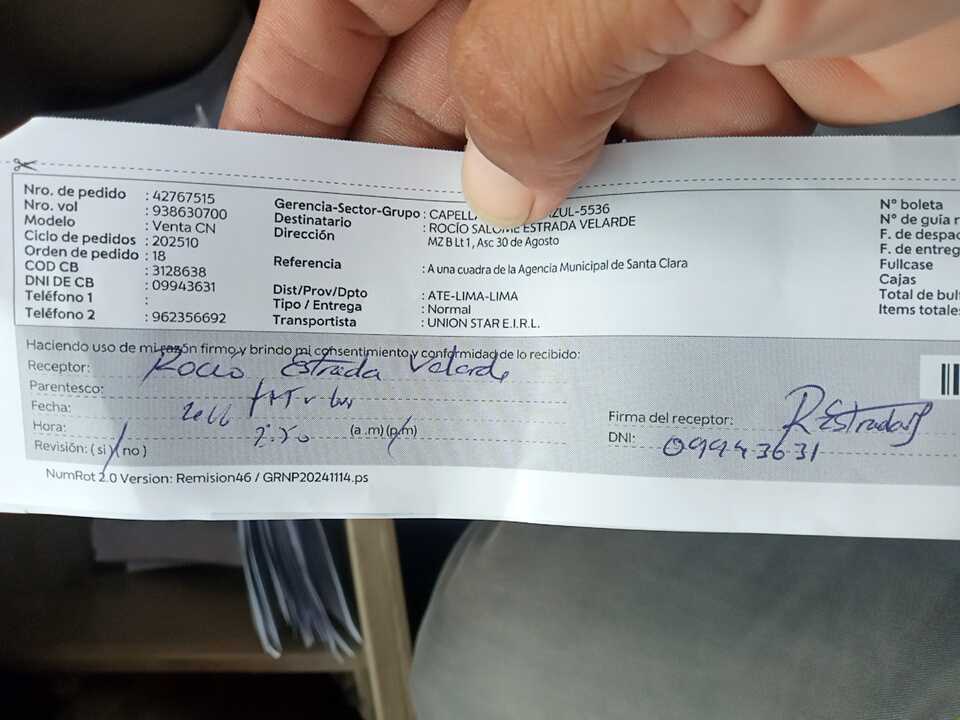 Nro. de pedido : 42767515
Nro. vol : 938630700
Modelo : Venta CN
Ciclo de pedidos : 202510
Orden de pedido : 18
COD CB : 3128638
DNI DE CB : 09943631
Teléfono 1 :
Teléfono 2 : 962356692
Gerencia-Sector-Grupo : CAPELLA AZUL-5536
Destinatario : ROCÍO SALOME ESTRADA VELARDE
Dirección MZ B Lt 1, Asc 30 de Agosto
Referencia : A una cuadra de la Agencia Municipal de Santa Clara
Dist/Prov/Dpto : ATE-LIMA-LIMA
Tipo / Entrega : Normal
Transportista : UNION STAR E.I.R.L.
N° boleta
N° de guía
F. de
F. de
Fullcase
Cajas
Total de
Items
Haciendo uso de mi razón firmo y brindo mi consentimiento y conformidad de lo recibido:
Receptor: Rocio Estrada Velarde
Parentesco:
Fecha:
Hora: 2:50 (a.m) (p.m)
Revisión: ( si / no )
Firma del receptor: REstrada
DNI: 09943631
NumRot 2.0 Version: Remision46 / GRNP20241114.ps